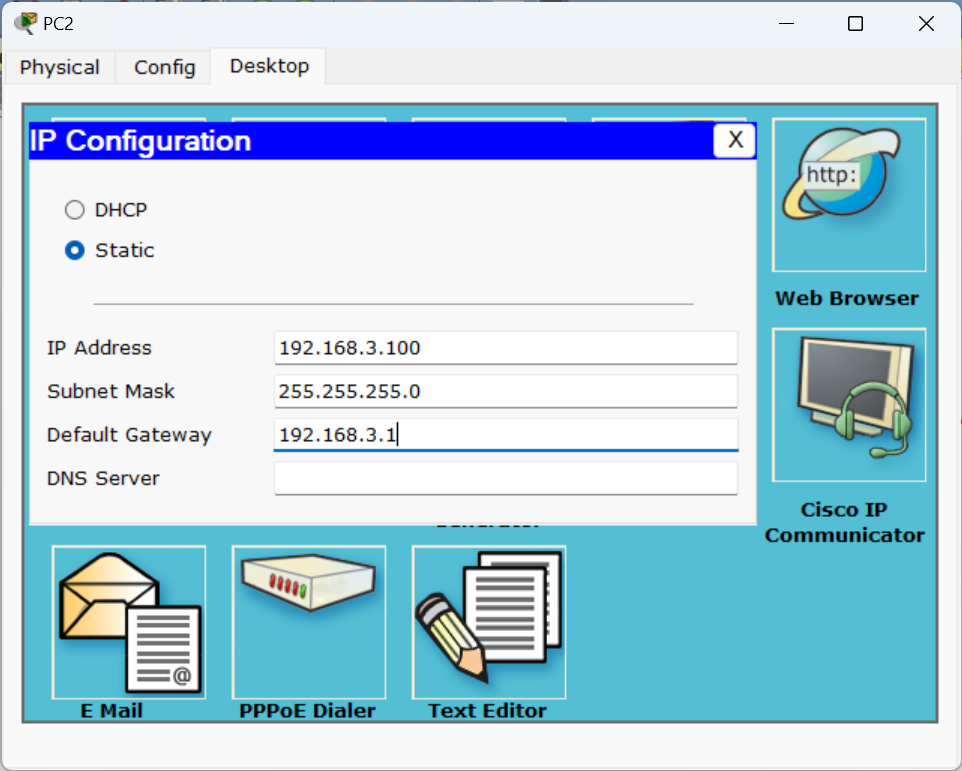 PC2
Physical Config Desktop
IP Configuration X
DHCP
Static
IP Address 192.168.3.100
Subnet Mask 255.255.255.0
Default Gateway 192.168.3.1
DNS Server
http:
Web Browser
Cisco IP
Communicator
@
E Mail PPPoE Dialer Text Editor